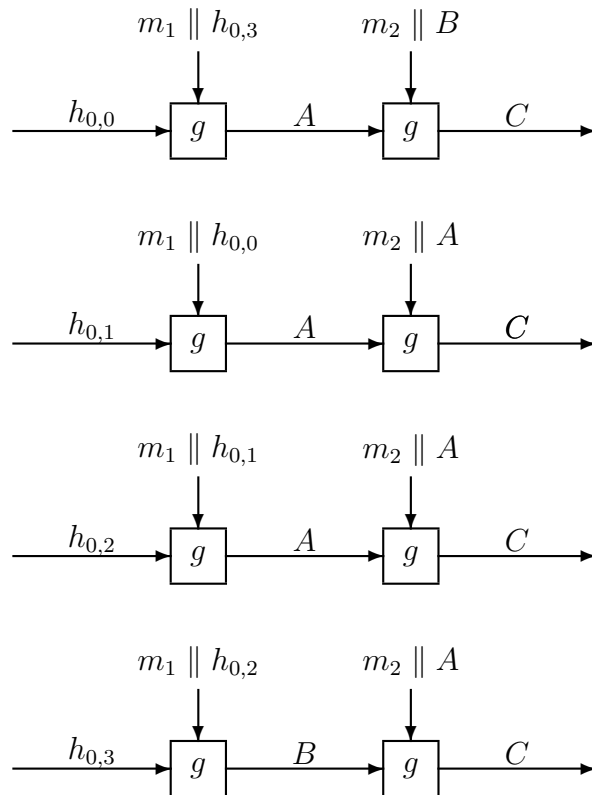 m₁ ∥ h₀,₃ m₂ ∥ B
h₀,₀ g A g C
m₁ ∥ h₀,₀ m₂ ∥ A
h₀,₁ g A g C
m₁ ∥ h₀,₁ m₂ ∥ A
h₀,₂ g A g C
m₁ ∥ h₀,₂ m₂ ∥ A
h₀,₃ g B g C